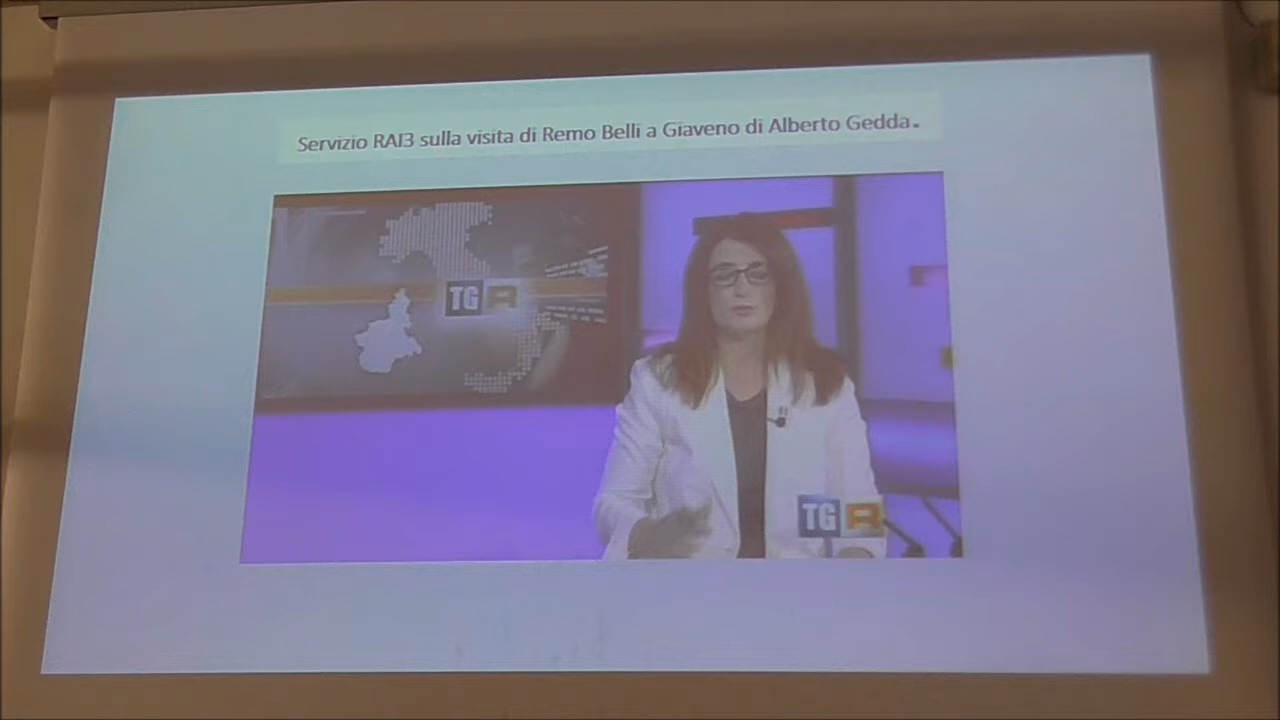 Servizio RAI3 sulla visita di Remo Belli a Giaveno di Alberto Gedda.
TG R
TG R